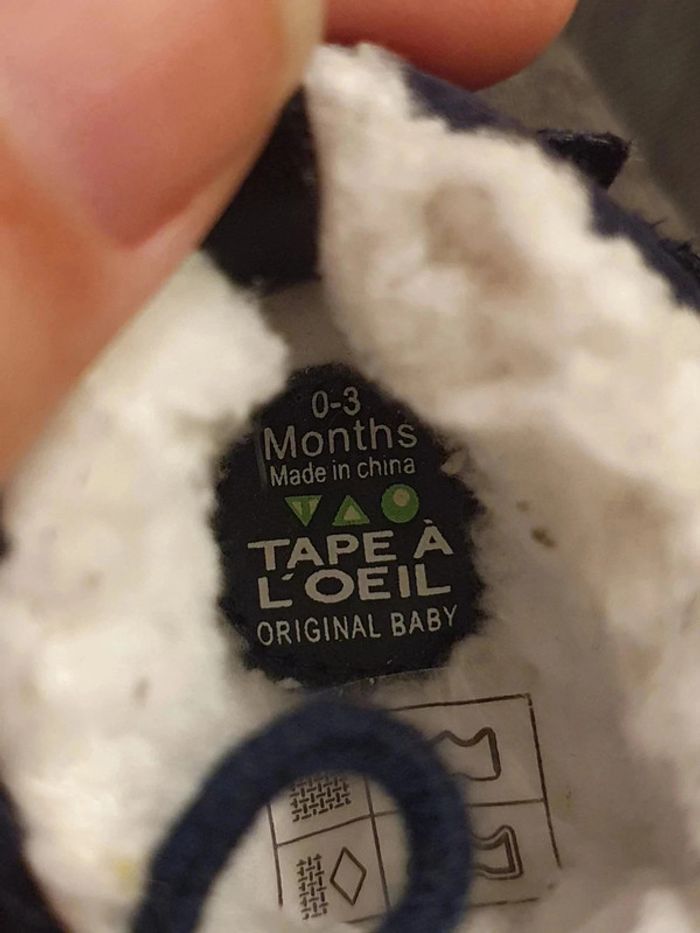 0-3
Months
Made in china
TAPE À
L'OEIL
ORIGINAL BABY